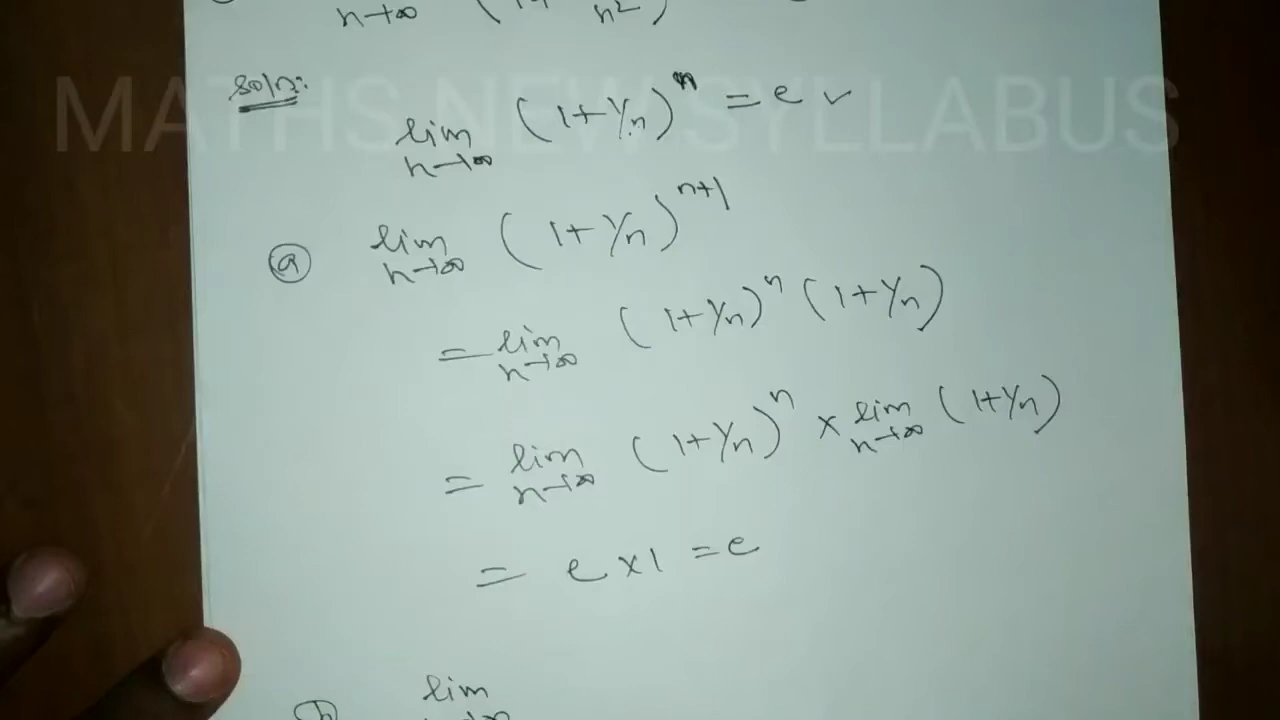 n→∞ n²
Soln:
MATHS NEW SYLLABUS
lim n→∞ (1+1/n)^n = e ✓
(a) lim n→∞ (1+1/n)^{n+1}
= lim n→∞ (1+1/n)^n (1+1/n)
= lim n→∞ (1+1/n)^n × lim n→∞ (1+1/n)
= e×1 = e
(b) lim